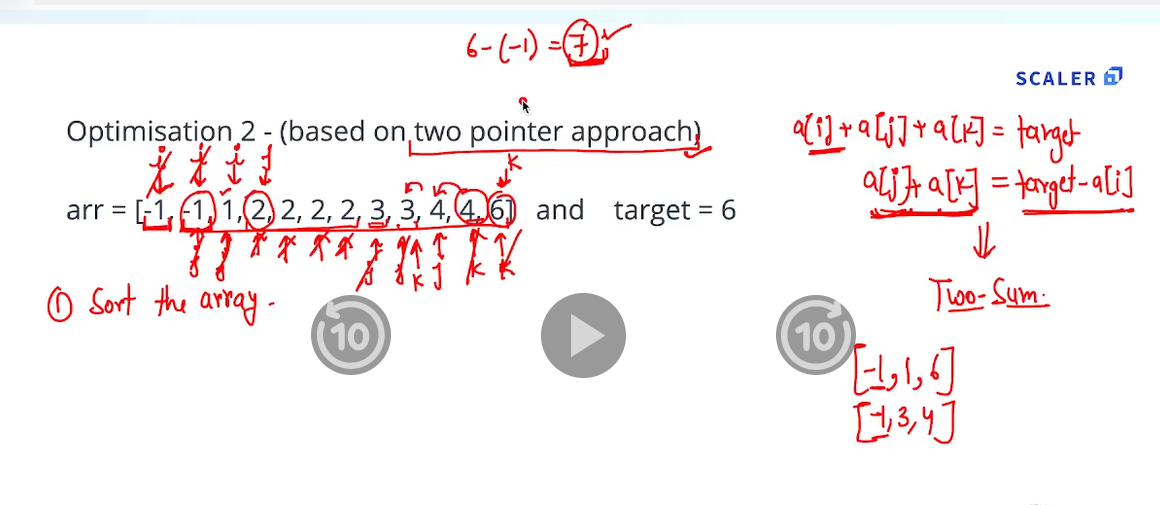 6-(-1) = 7
SCALER
Optimisation 2 - (based on two pointer approach)
a[i] + a[j] + a[k] = target
a[j] + a[k] = target - a[i]
k
arr = [-1, -1, 1, 2, 2, 2, 2, 3, 3, 4, 4, 6] and target = 6
k j k k
① Sort the array.
Two-Sum.
10
10
[-1, 1, 6]
[-1, 3, 4]